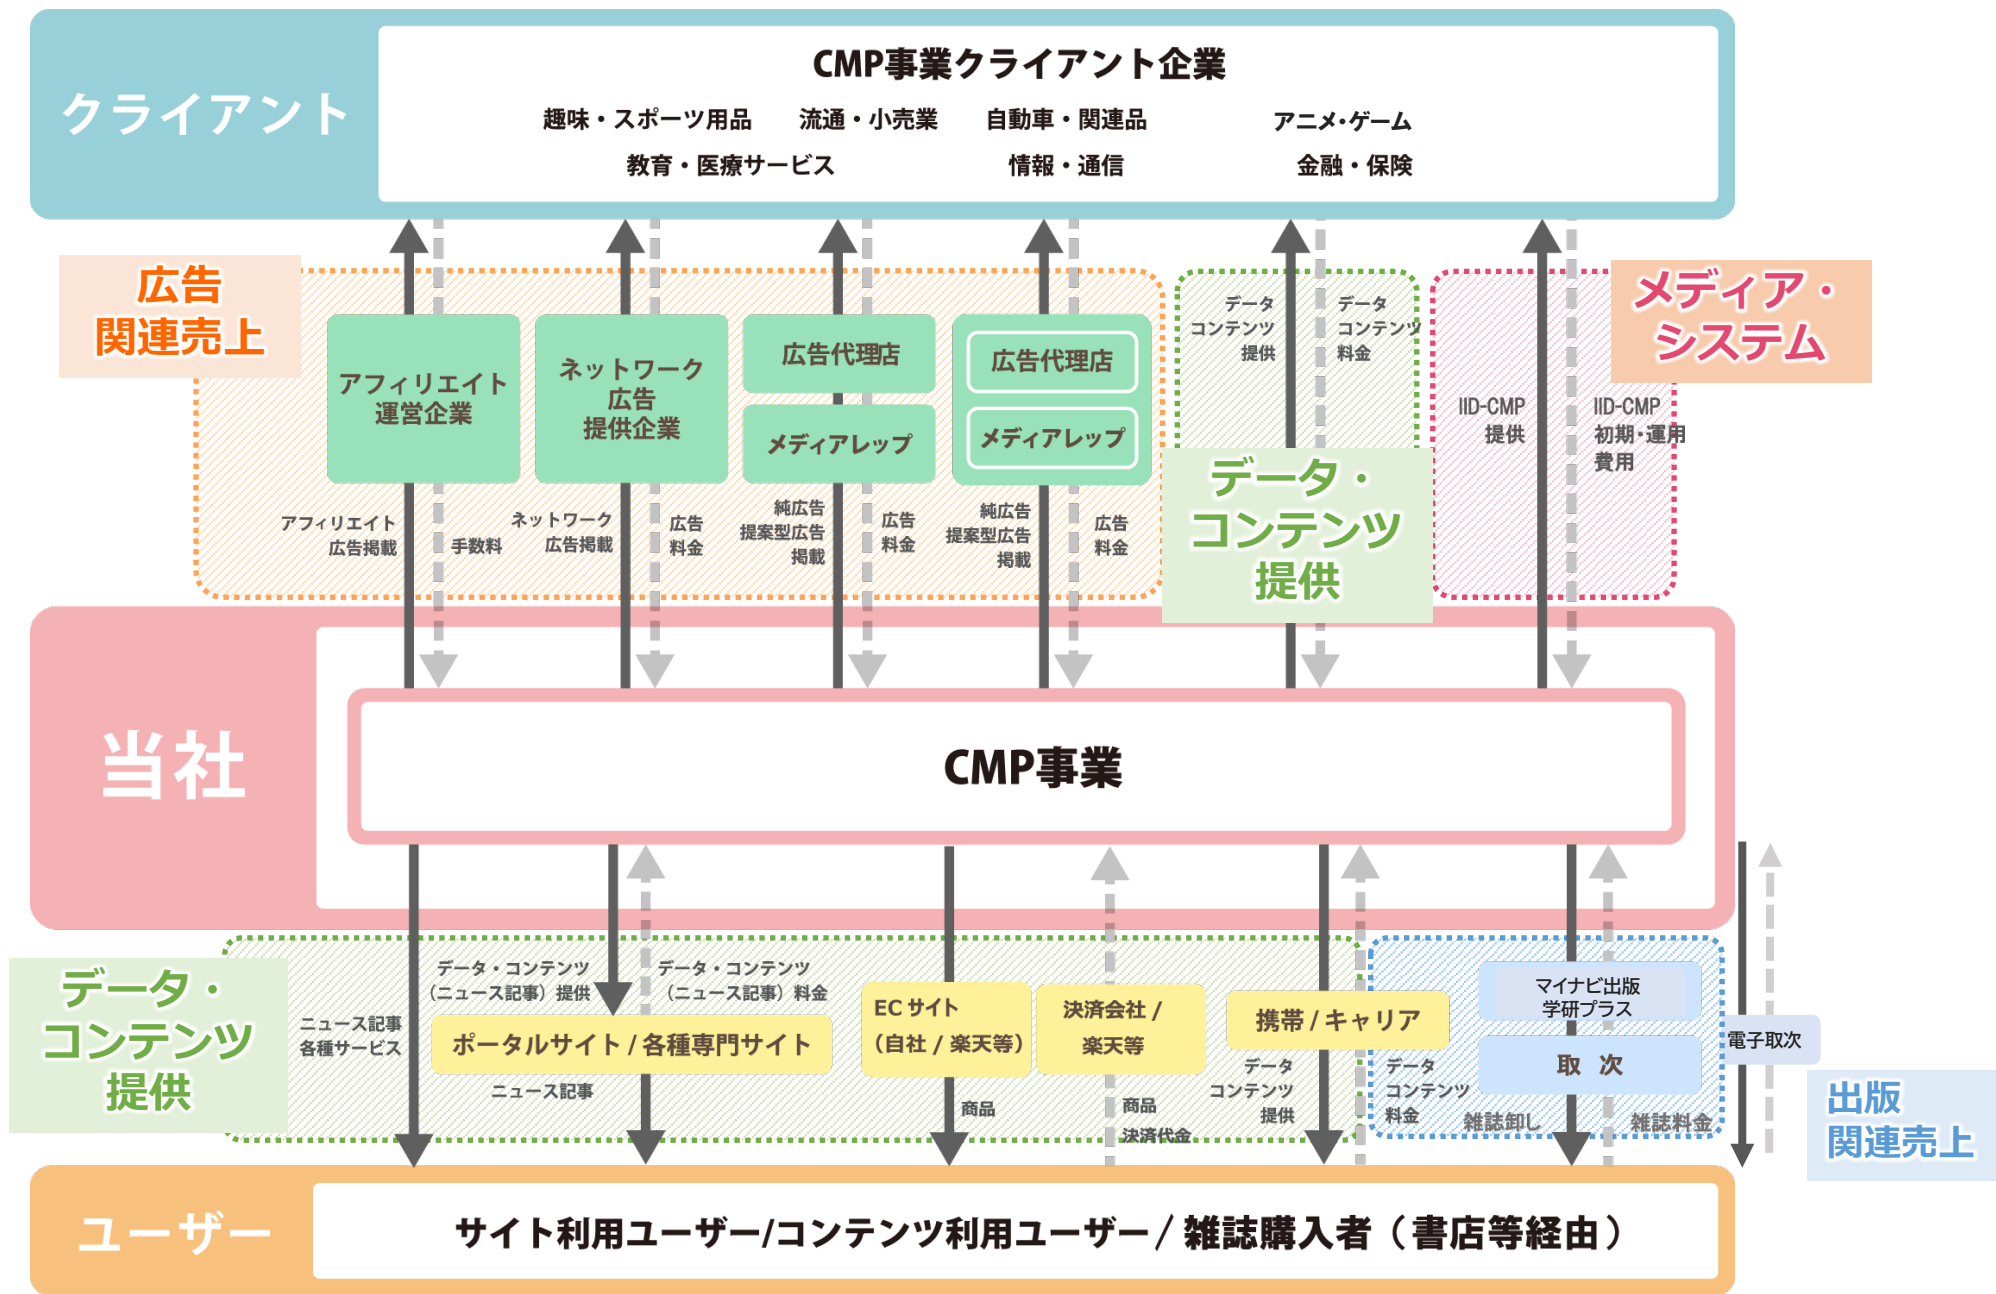 クライアント
CMP事業クライアント企業
趣味・スポーツ用品　流通・小売業　自動車・関連品　アニメ・ゲーム
教育・医療サービス　情報・通信　金融・保険
広告
関連売上
アフィリエイト
運営企業
ネットワーク
広告
提供企業
広告代理店
メディアレップ
広告代理店
メディアレップ
アフィリエイト
広告掲載
手数料
ネットワーク
広告掲載
広告
料金
純広告
提案型広告
掲載
広告
料金
純広告
提案型広告
掲載
広告
料金
データ
コンテンツ
提供
データ
コンテンツ
料金
データ・
コンテンツ
提供
メディア・
システム
IID-CMP
提供
IID-CMP
初期・運用
費用
当社
CMP事業
データ・
コンテンツ
提供
ニュース記事
各種サービス
データ・コンテンツ
（ニュース記事）提供
データ・コンテンツ
（ニュース記事）料金
ポータルサイト / 各種専門サイト
ニュース記事
EC サイト
（自社 / 楽天等）
商品
決済会社 /
楽天等
商品
決済代金
携帯 / キャリア
データ
コンテンツ
提供
データ
コンテンツ
料金
マイナビ出版
学研プラス
取　次
雑誌卸し
雑誌料金
電子取次
出版
関連売上
ユーザー
サイト利用ユーザー/コンテンツ利用ユーザー / 雑誌購入者（書店等経由）